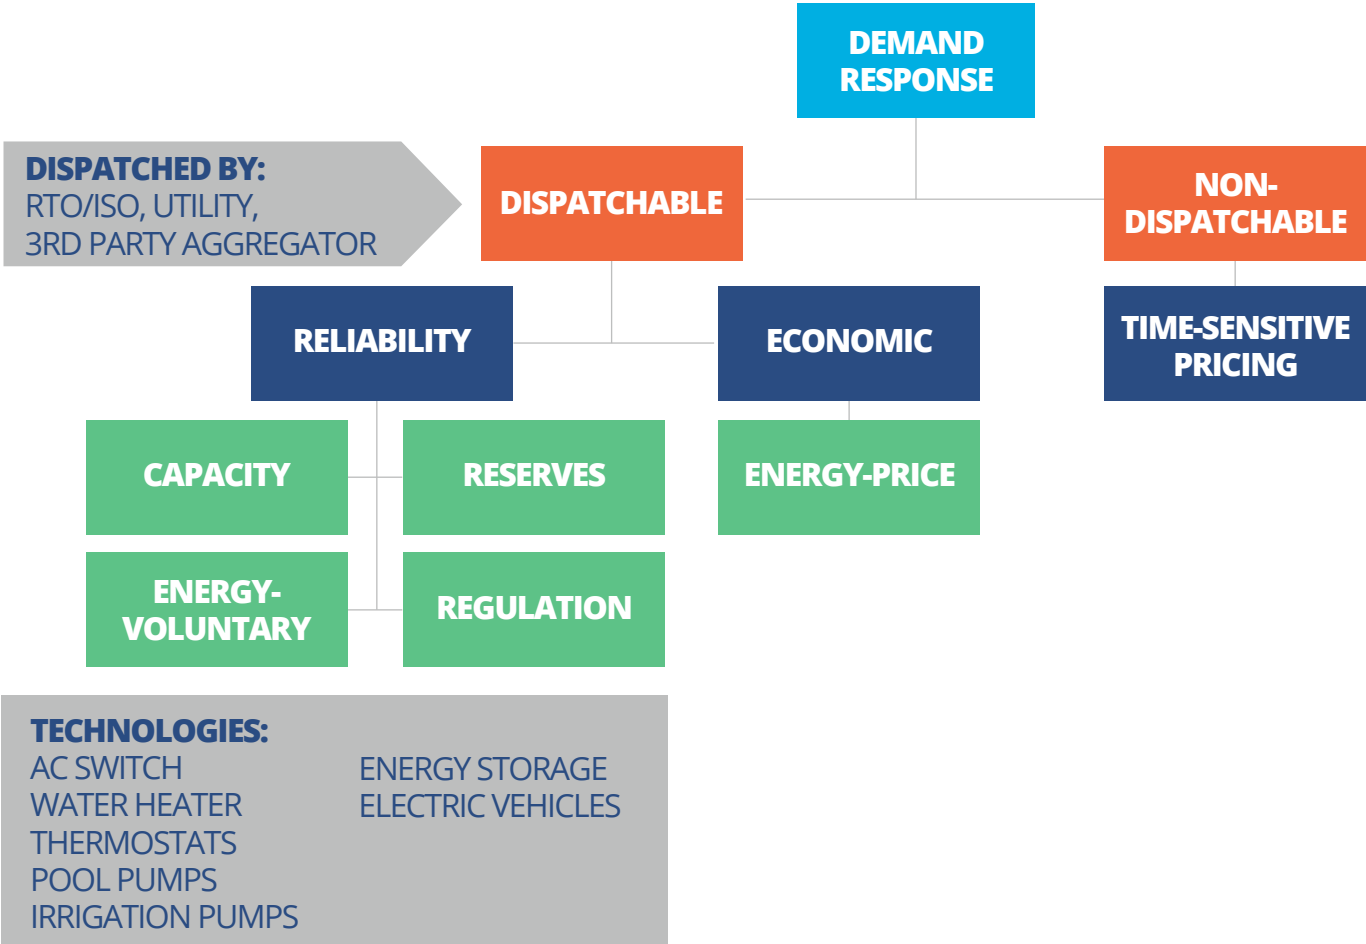 DEMAND
RESPONSE
DISPATCHED BY:
RTO/ISO, UTILITY,
3RD PARTY AGGREGATOR
DISPATCHABLE
NON-
DISPATCHABLE
RELIABILITY
ECONOMIC
TIME-SENSITIVE
PRICING
CAPACITY
RESERVES
ENERGY-PRICE
ENERGY-
VOLUNTARY
REGULATION
TECHNOLOGIES:
AC SWITCH
WATER HEATER
THERMOSTATS
POOL PUMPS
IRRIGATION PUMPS
ENERGY STORAGE
ELECTRIC VEHICLES